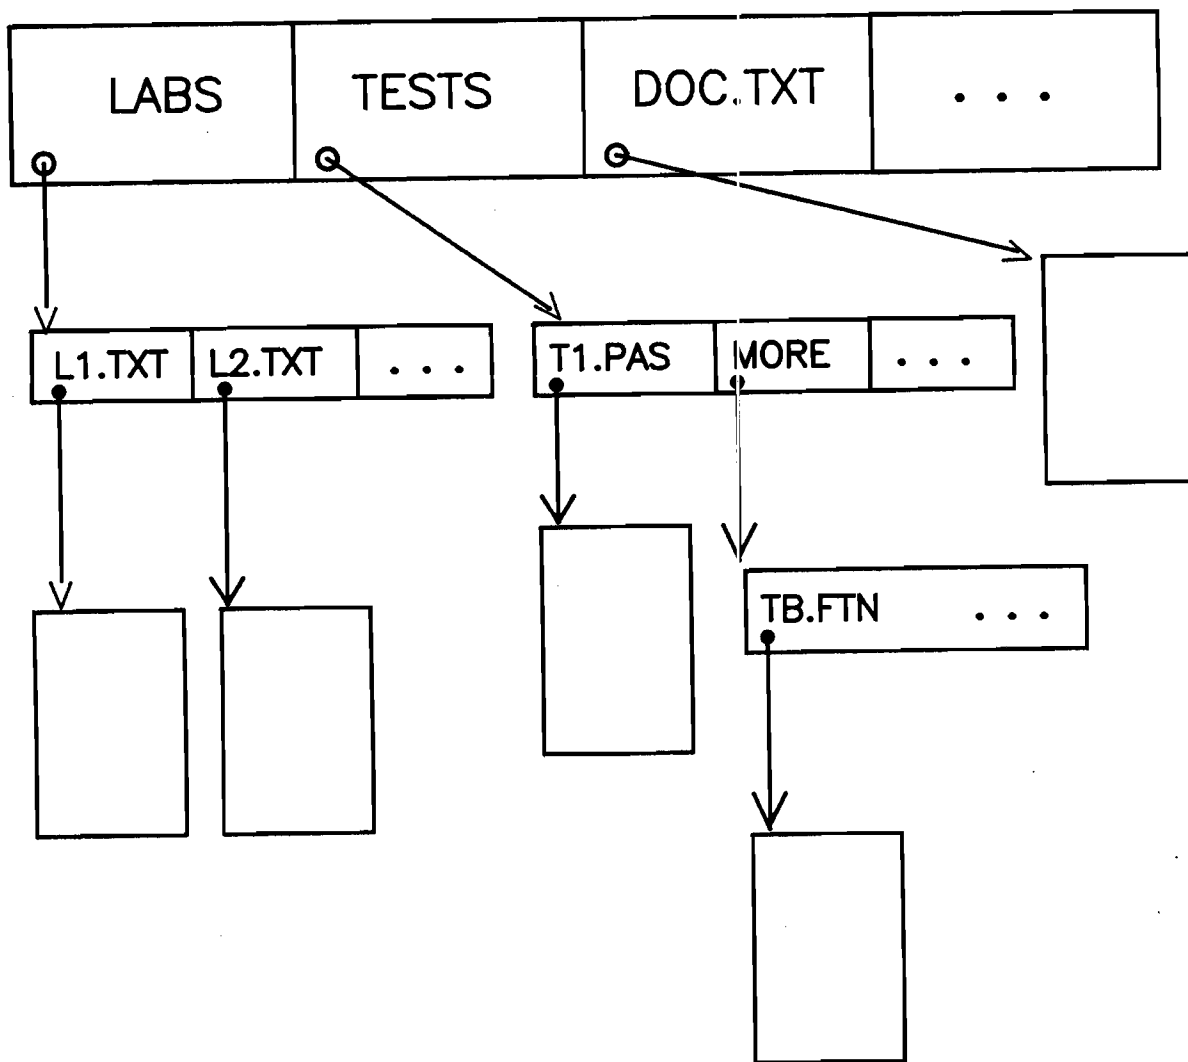 LABS TESTS DOC.TXT . . .
L1.TXT L2.TXT . . . T1.PAS MORE . . .
TB.FTN . . .